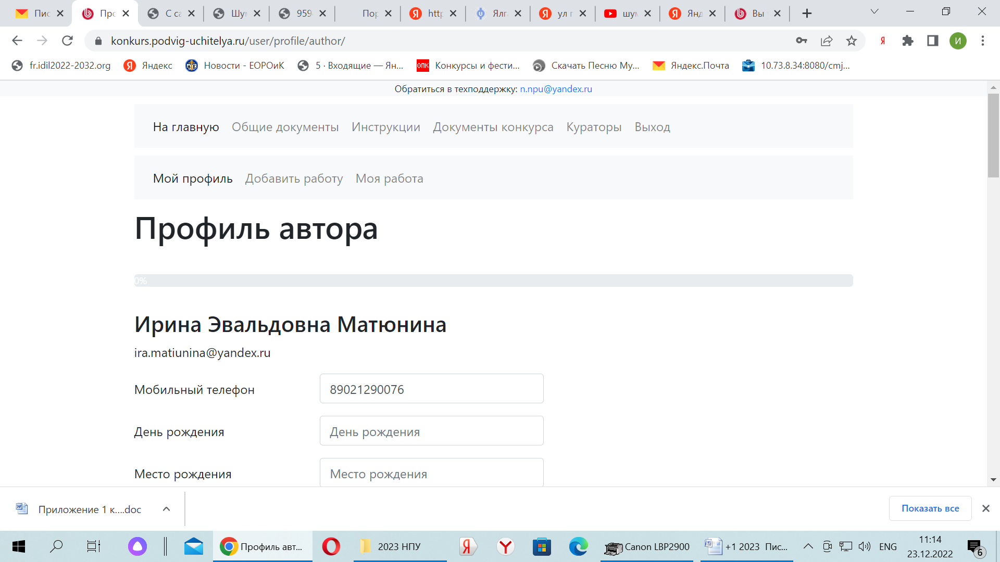 Пис
Про
С са
Шум
959
Пор
http
Ялг
ул г
шум
Янд
Вы
konkurs.podvig-uchitelya.ru/user/profile/author/
Я
И
fr.idil2022-2032.org
Яндекс
Новости - ЕОРОиК
5 · Входящие — Ян...
Конкурсы и фести...
Скачать Песню Му...
Яндекс.Почта
10.73.8.34:8080/cmj...
Обратиться в техподдержку: n.npu@yandex.ru
На главную Общие документы Инструкции Документы конкурса Кураторы Выход
Мой профиль Добавить работу Моя работа
Профиль автора
0%
Ирина Эвальдовна Матюнина
ira.matiunina@yandex.ru
Мобильный телефон 89021290076
День рождения День рождения
Место рождения Место рождения
Приложение 1 к....doc
Показать все
Профиль авт...
2023 НПУ
Canon LBP2900
+1 2023 Пис...
ENG
11:14
23.12.2022
6